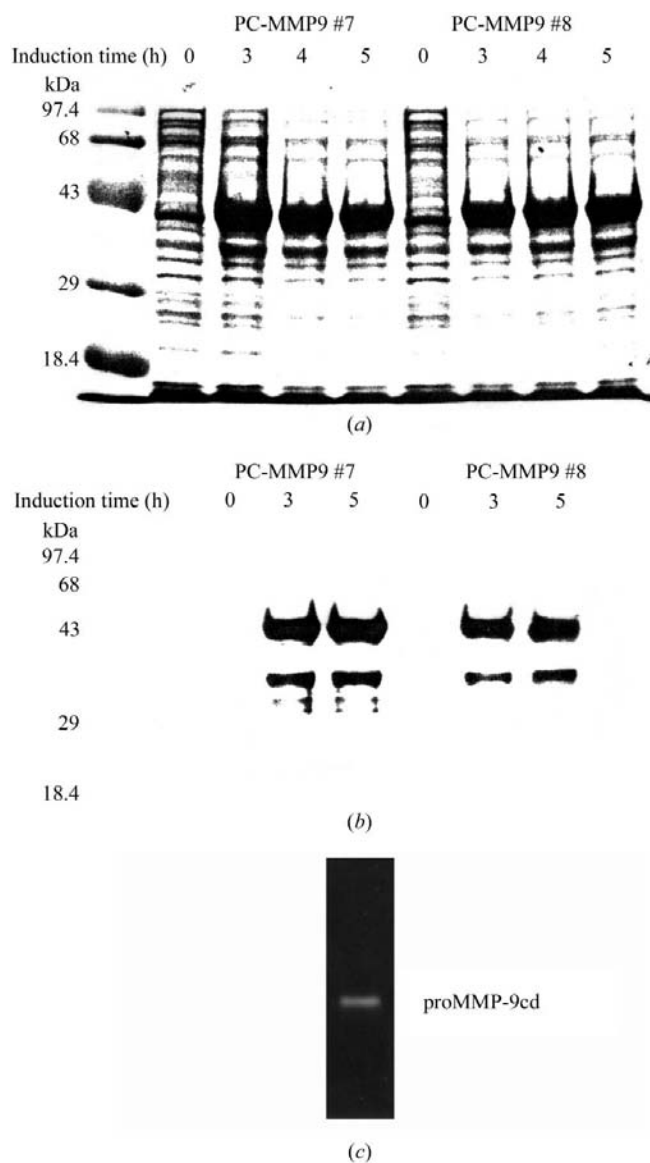 PC-MMP9 #7 PC-MMP9 #8
Induction time (h) 0 3 4 5 0 3 4 5
kDa
97.4
68
43
29
18.4
(a)
PC-MMP9 #7 PC-MMP9 #8
Induction time (h) 0 3 5 0 3 5
kDa
97.4
68
43
29
18.4
(b)
proMMP-9cd
(c)